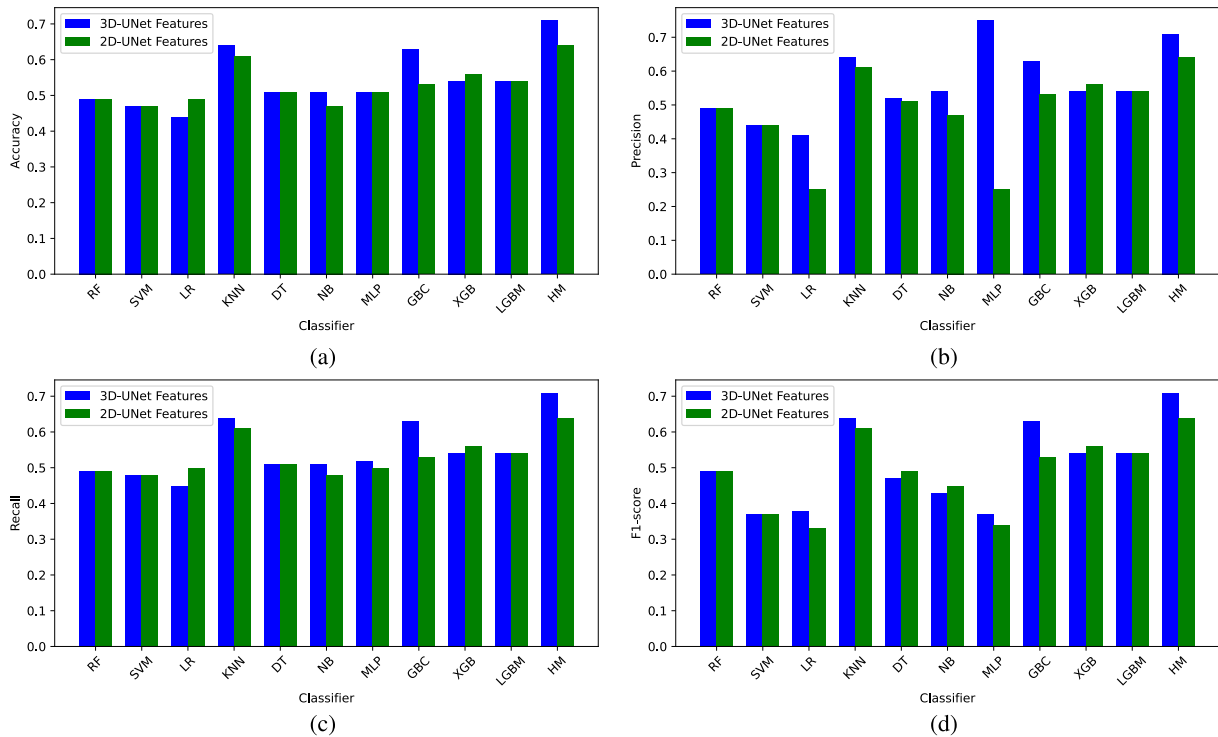 3D-UNet Features
2D-UNet Features
0.7
0.6
0.5
0.4
0.3
0.2
0.1
0.0
Accuracy
RF
SVM
LR
KNN
DT
NB
MLP
GBC
XGB
LGBM
HM
Classifier
(a)
3D-UNet Features
2D-UNet Features
0.7
0.6
0.5
0.4
0.3
0.2
0.1
0.0
Precision
RF
SVM
LR
KNN
DT
NB
MLP
GBC
XGB
LGBM
HM
Classifier
(b)
3D-UNet Features
2D-UNet Features
0.7
0.6
0.5
0.4
0.3
0.2
0.1
0.0
Recall
RF
SVM
LR
KNN
DT
NB
MLP
GBC
XGB
LGBM
HM
Classifier
(c)
3D-UNet Features
2D-UNet Features
0.7
0.6
0.5
0.4
0.3
0.2
0.1
0.0
F1-score
RF
SVM
LR
KNN
DT
NB
MLP
GBC
XGB
LGBM
HM
Classifier
(d)